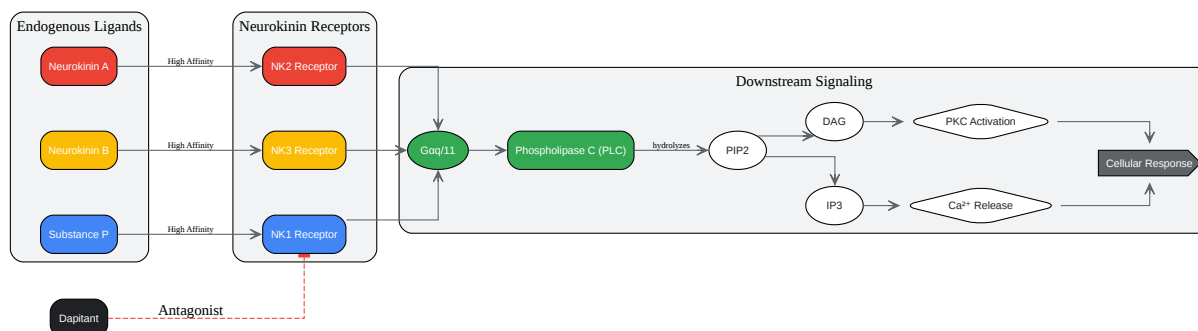 Endogenous Ligands
Neurokinin Receptors
Neurokinin A
High Affinity
NK2 Receptor
Downstream Signaling
Neurokinin B
High Affinity
NK3 Receptor
Gαq/11
Phospholipase C (PLC)
hydrolyzes
PIP2
DAG
PKC Activation
Cellular Response
IP3
Ca²⁺ Release
Substance P
High Affinity
NK1 Receptor
Dapitant
Antagonist